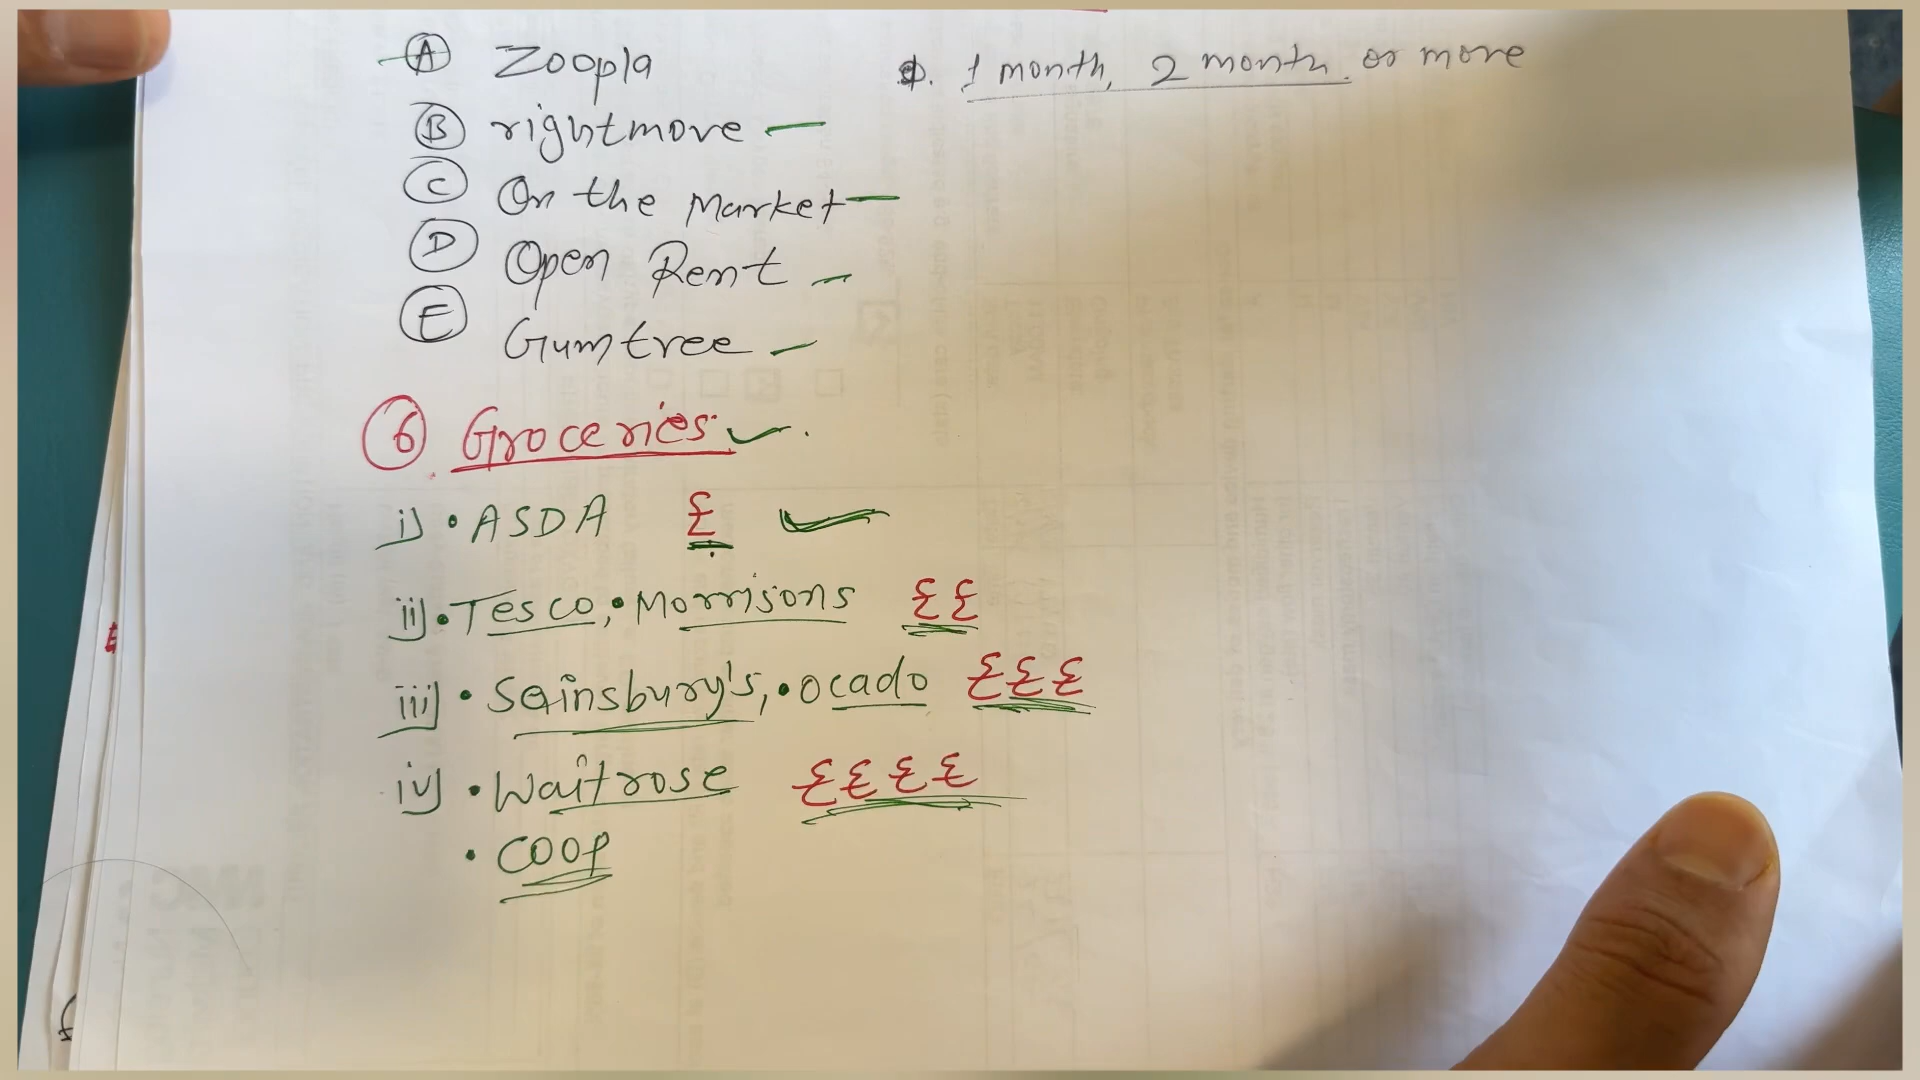 A Zoopla
1 month, 2 month. or more
B rightmove
C On the Market
D Open Rent
E Gumtree
6 Groceries
i) • ASDA £
ii) • Tesco, • Morrisons ££
iii) • Sainsbury's, • ocado £££
iv) • Waitrose ££££
• COOP